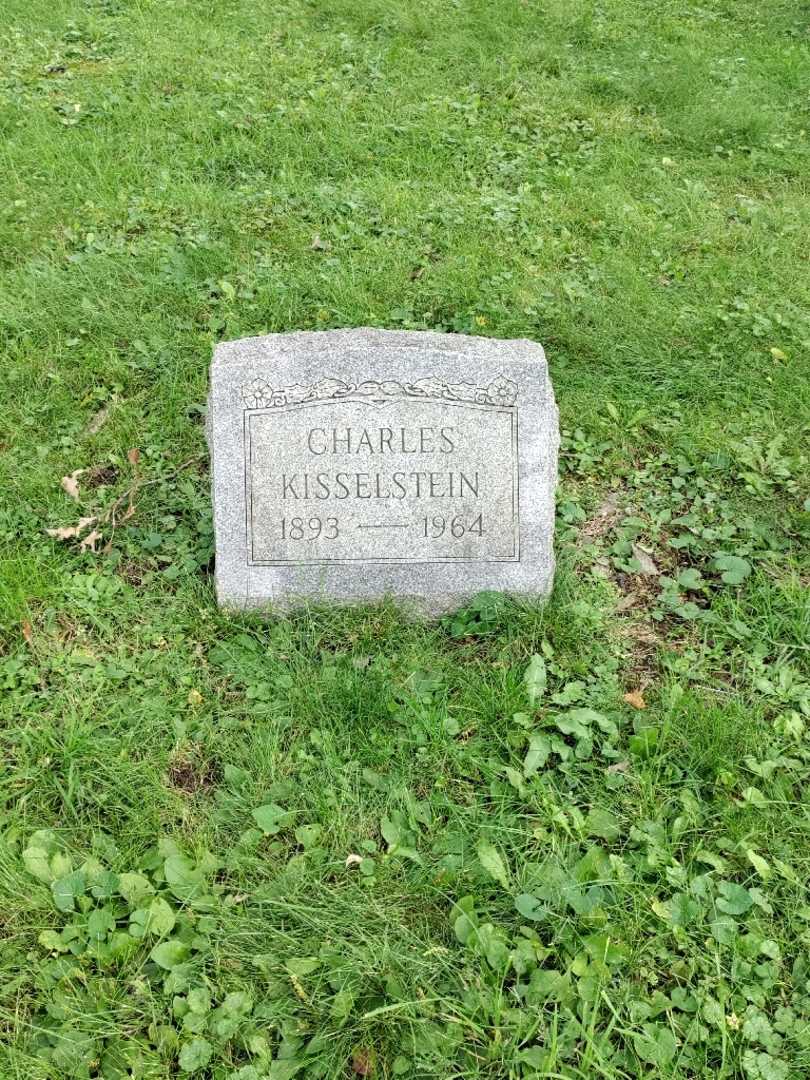 CHARLES
KISSELSTEIN
1893 — 1964